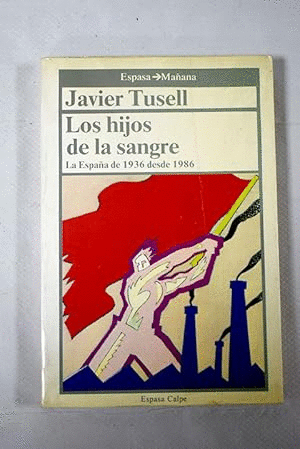 Espasa→Mañana
Javier Tusell
Los hijos
de la sangre
La España de 1936 desde 1986
Espasa Calpe